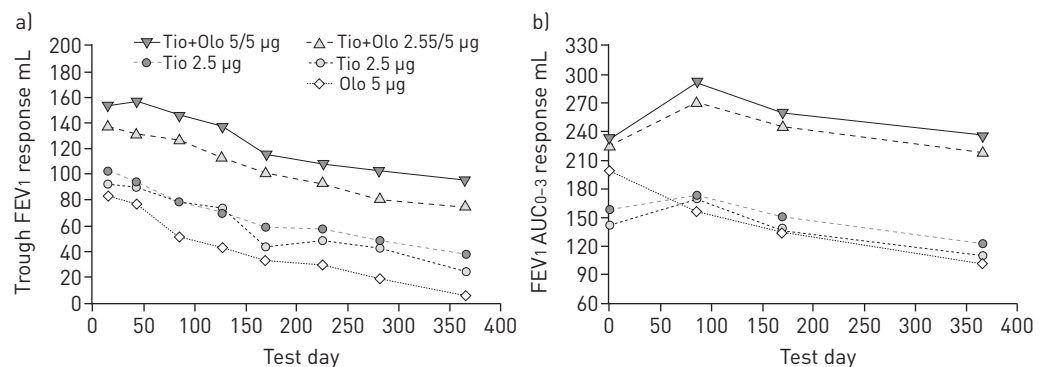 a)
Trough FEV1 response mL
200
180
160
140
120
100
80
60
40
20
0
Tio+Olo 5/5 µg
Tio+Olo 2.55/5 µg
Tio 2.5 µg
Tio 2.5 µg
Olo 5 µg
0 50 100 150 200 250 300 350 400
Test day
b)
FEV1 AUC0–3 response mL
330
300
270
240
210
180
150
120
90
60
0 50 100 150 200 250 300 350 400
Test day